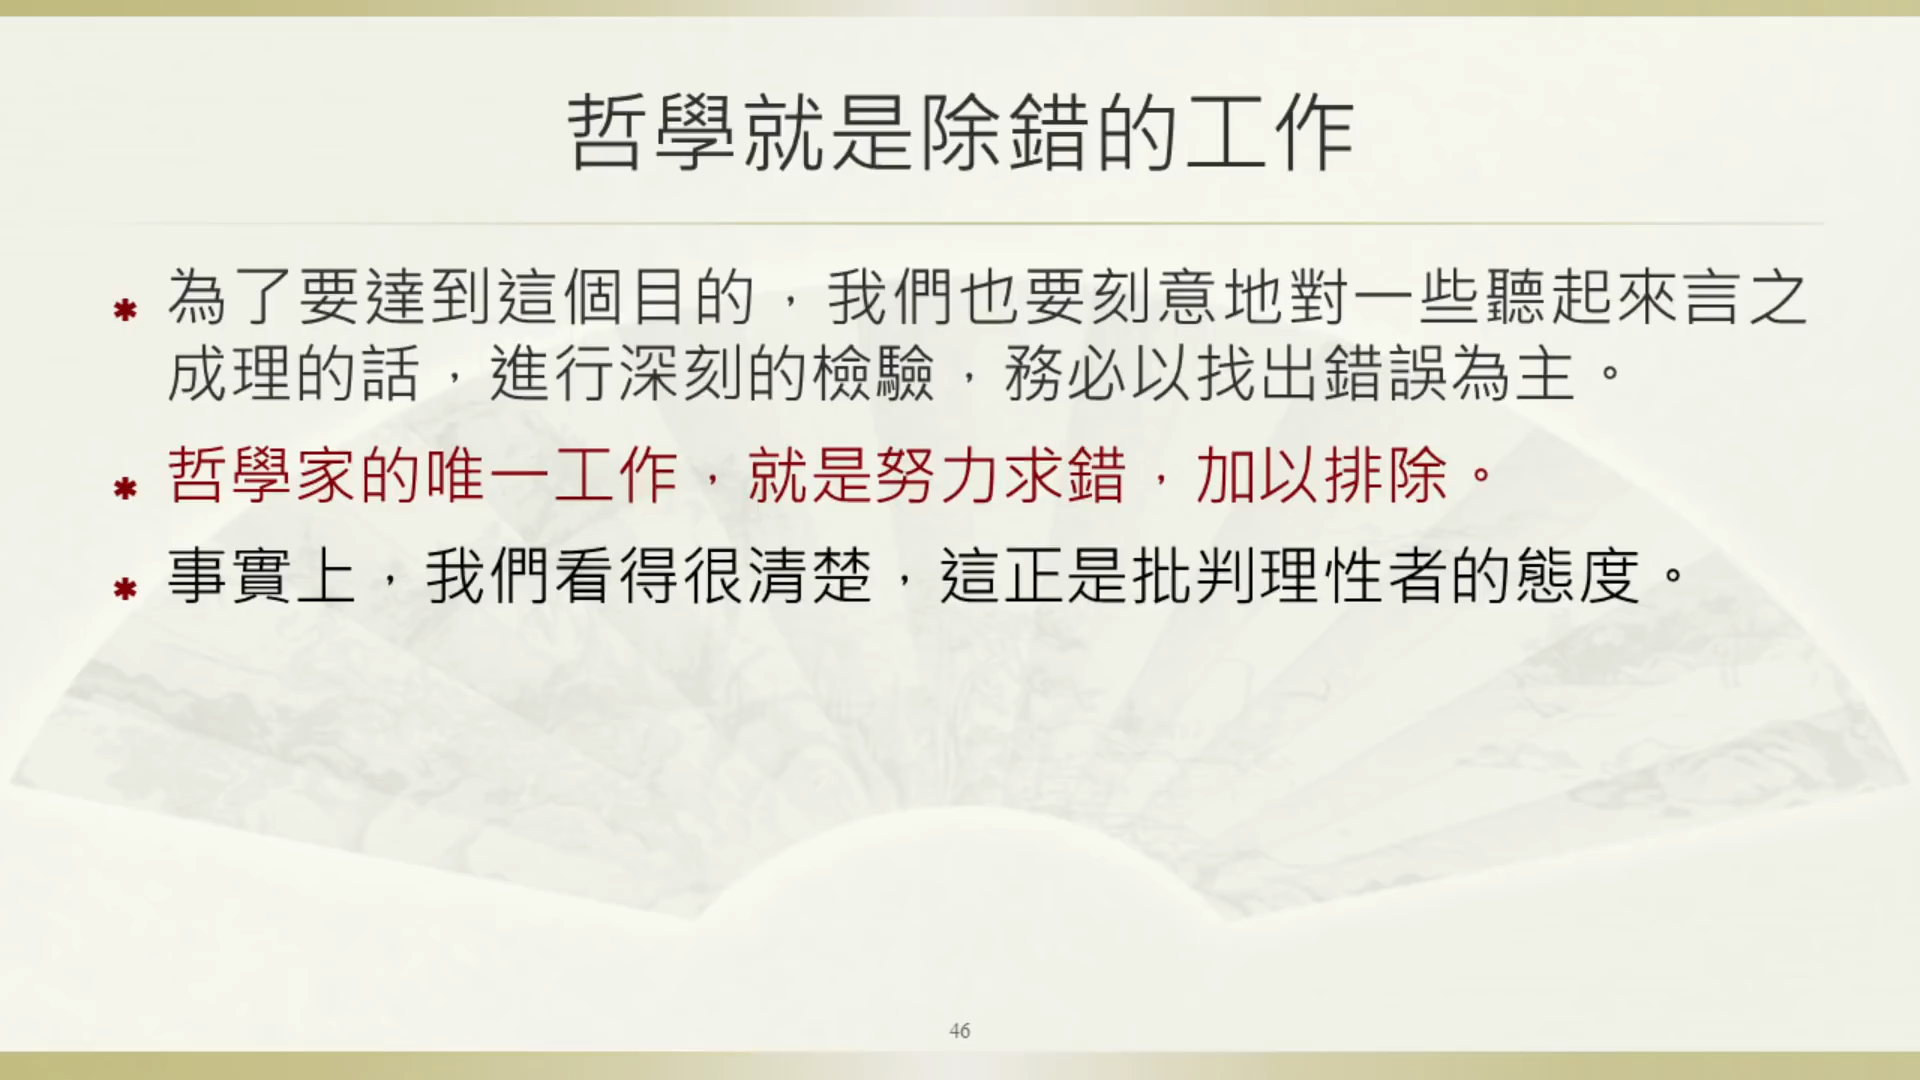 哲學就是除錯的工作
為了要達到這個目的，我們也要刻意地對一些聽起來言之
成理的話，進行深刻的檢驗，務必以找出錯誤為主。
哲學家的唯一工作，就是努力求錯，加以排除。
事實上，我們看得很清楚，這正是批判理性者的態度。
46